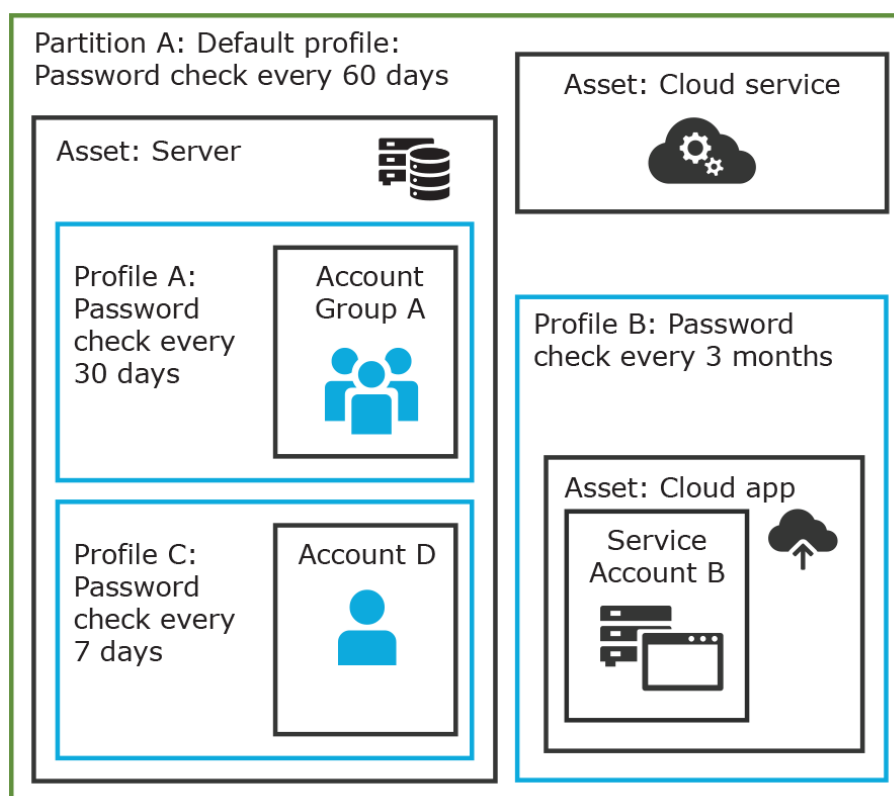 Partition A: Default profile:
Password check every 60 days
Asset: Server
Profile A:
Password
check every
30 days
Account
Group A
Profile C:
Password
check every
7 days
Account D
Asset: Cloud service
Profile B: Password
check every 3 months
Asset: Cloud app
Service
Account B